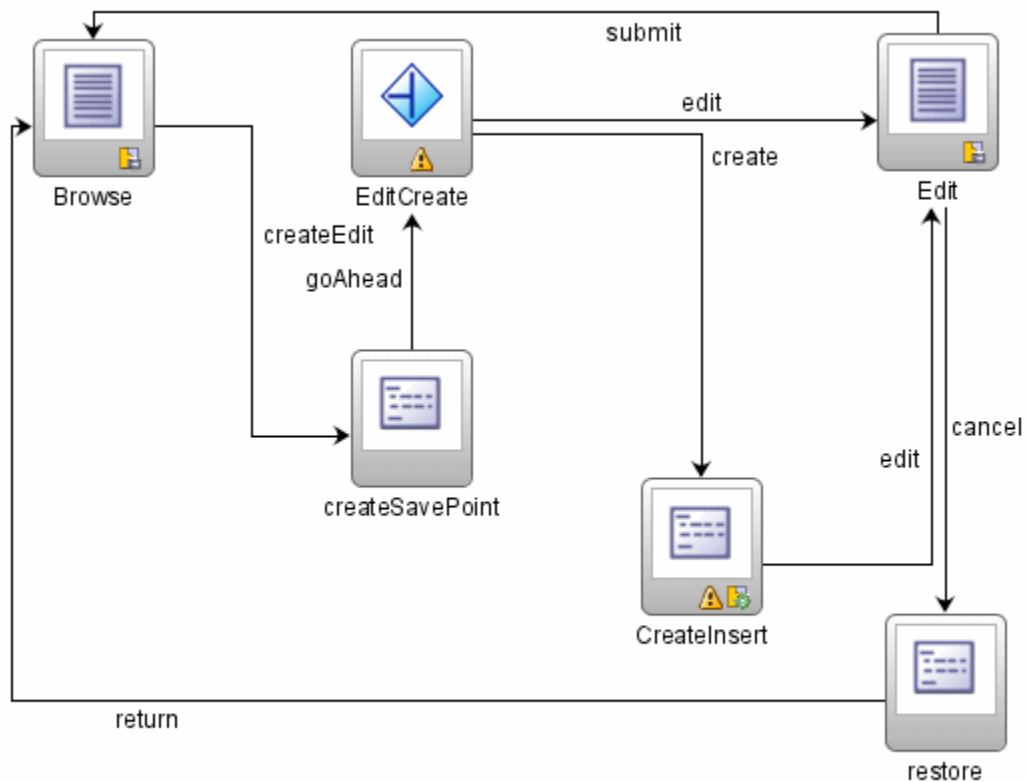 submit
edit
create
Browse
EditCreate
Edit
createEdit
goAhead
cancel
edit
createSavePoint
CreateInsert
return
restore